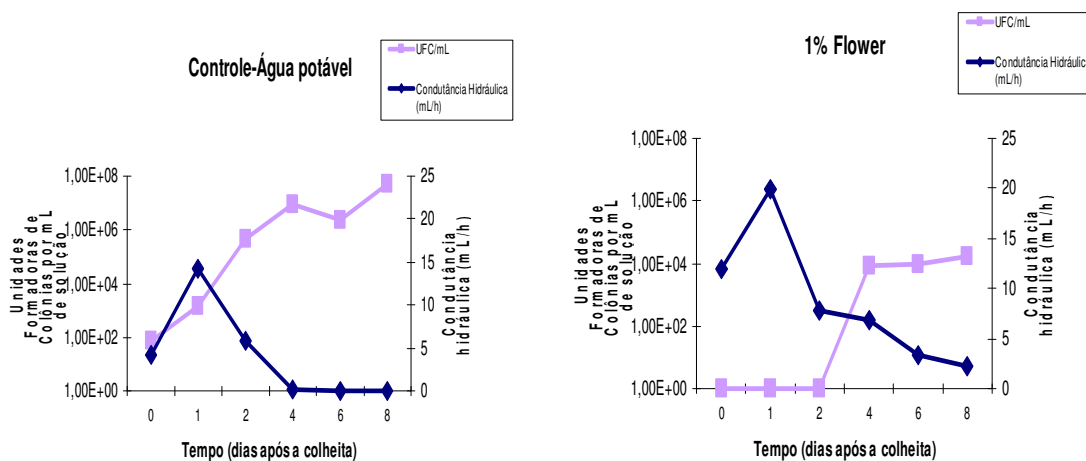 Controle-Água potável
UFC/mL
Condutância Hidráulica
(mL/h)
Unidades
Formadoras de
Colônias por mL
de solução
1,00E+08
1,00E+06
1,00E+04
1,00E+02
1,00E+00
25
20
15
10
5
0
Condutância
hidráulica (mL/h)
0 1 2 4 6 8
Tempo (dias após a colheita)
1% Flower
UFC/mL
Condutância Hidráulica
(mL/h)
Unidades
Formadoras de
Colônias por mL
de solução
1,00E+08
1,00E+06
1,00E+04
1,00E+02
1,00E+00
25
20
15
10
5
0
Condutância
hidráulica (mL/h)
0 1 2 4 6 8
Tempo (dias após a colheita)